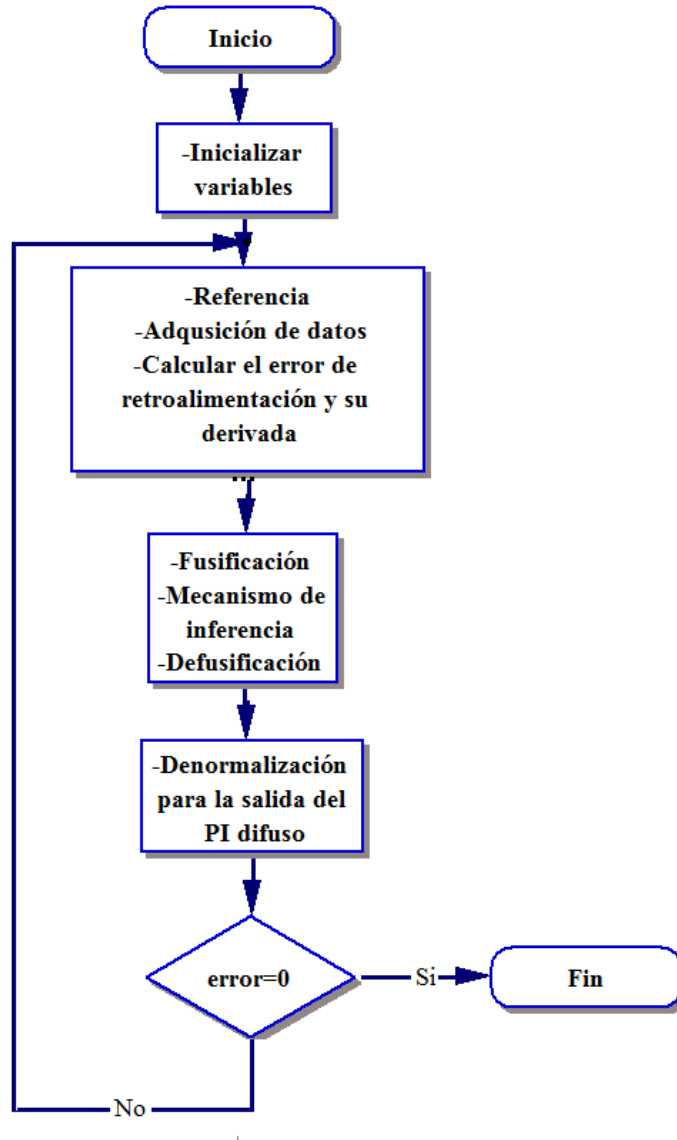 Inicio
-Inicializar
variables
-Referencia
-Adqusición de datos
-Calcular el error de
retroalimentación y su
derivada
-Fusificación
-Mecanismo de
inferencia
-Defusificación
-Denormalización
para la salida del
PI difuso
error=0
Si
Fin
No